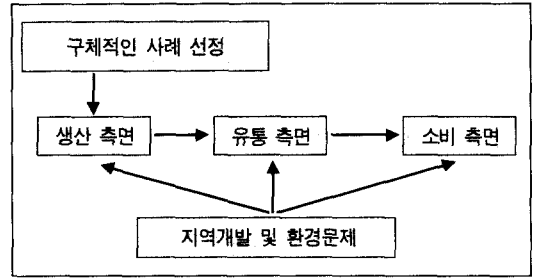 구체적인 사례 선정
생산 측면
유통 측면
소비 측면
지역개발 및 환경문제